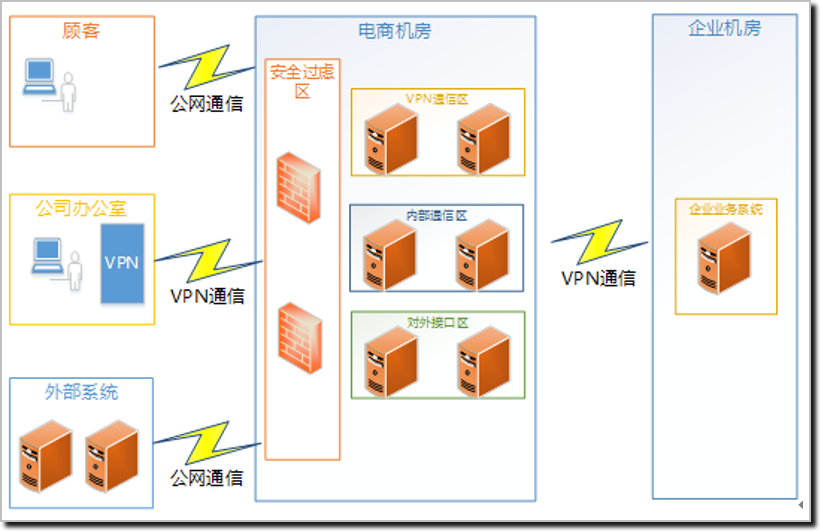 顾客
公网通信
公司办公室
VPN
VPN通信
外部系统
公网通信
电商机房
安全过虑
区
VPN通信区
内部通信区
对外接口区
VPN通信
企业机房
企业业务系统